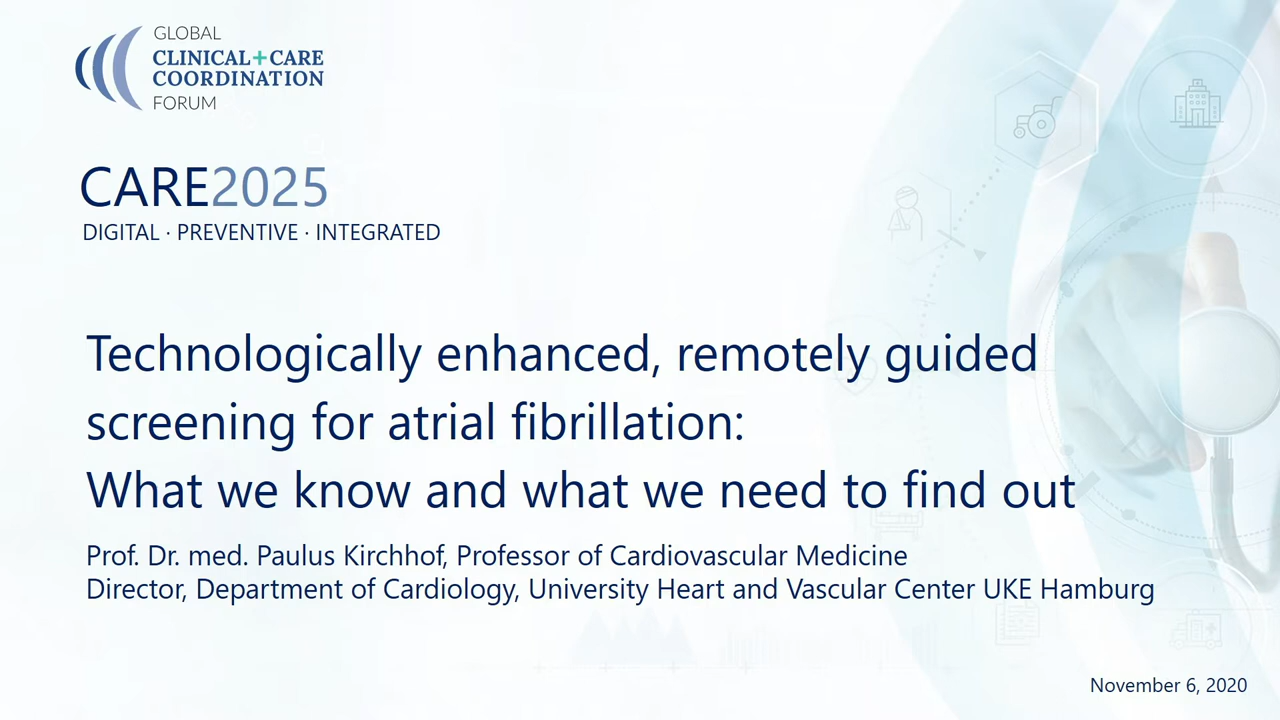 GLOBAL
CLINICAL+CARE
COORDINATION
FORUM
CARE2025
DIGITAL · PREVENTIVE · INTEGRATED
Technologically enhanced, remotely guided
screening for atrial fibrillation:
What we know and what we need to find out
Prof. Dr. med. Paulus Kirchhof, Professor of Cardiovascular Medicine
Director, Department of Cardiology, University Heart and Vascular Center UKE Hamburg
November 6, 2020